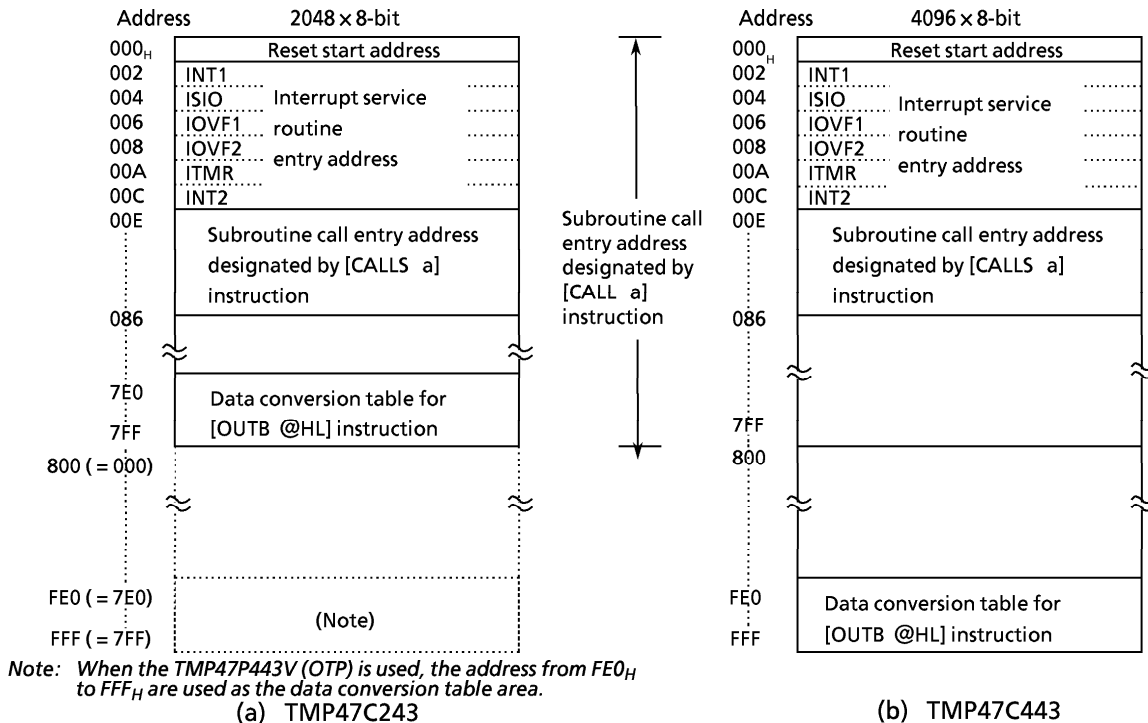 Address 2048 × 8-bit
000H Reset start address
002 INT1
004 ISIO Interrupt service
006 IOVF1 routine
008 IOVF2 entry address
00A ITMR
00C INT2
00E
Subroutine call entry address
designated by [CALLS a]
instruction
086
7E0 Data conversion table for
7FF [OUTB @HL] instruction
800 (= 000)
FE0 (= 7E0)
(Note)
FFF (= 7FF)
Note: When the TMP47P443V (OTP) is used, the address from FE0H
to FFFH are used as the data conversion table area.
(a) TMP47C243
Subroutine call
entry address
designated by
[CALL a]
instruction
Address 4096 × 8-bit
000H Reset start address
002 INT1
004 ISIO Interrupt service
006 IOVF1 routine
008 IOVF2 entry address
00A ITMR
00C INT2
00E
Subroutine call entry address
designated by [CALLS a]
instruction
086
7FF
800
FE0 Data conversion table for
FFF [OUTB @HL] instruction
(b) TMP47C443